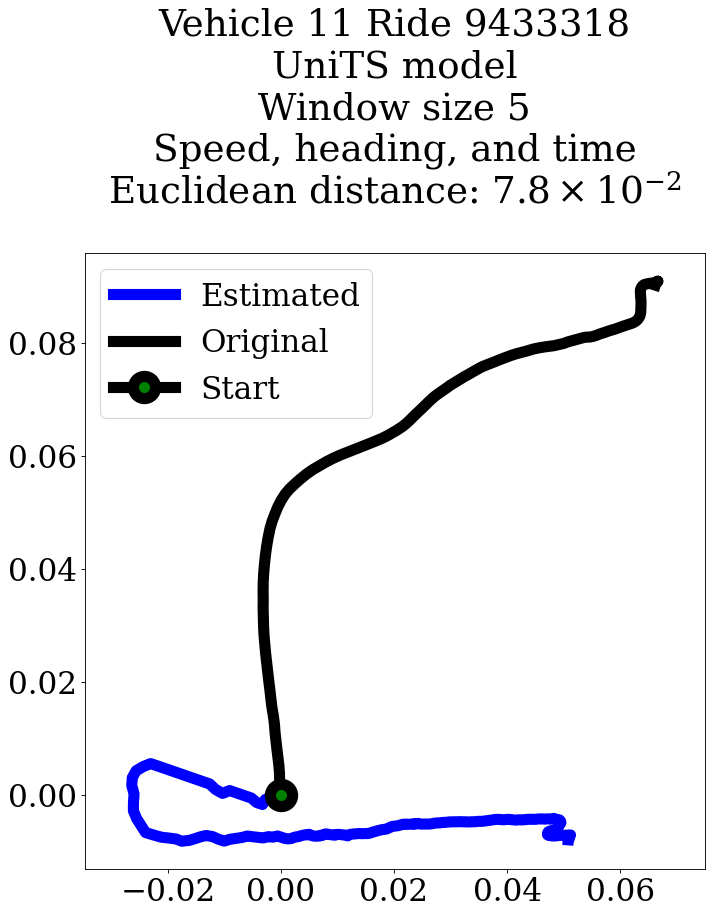 Vehicle 11 Ride 9433318
UniTS model
Window size 5
Speed, heading, and time
Euclidean distance: 7.8 × 10⁻²
Estimated
Original
Start
0.08
0.06
0.04
0.02
0.00
−0.02 0.00 0.02 0.04 0.06